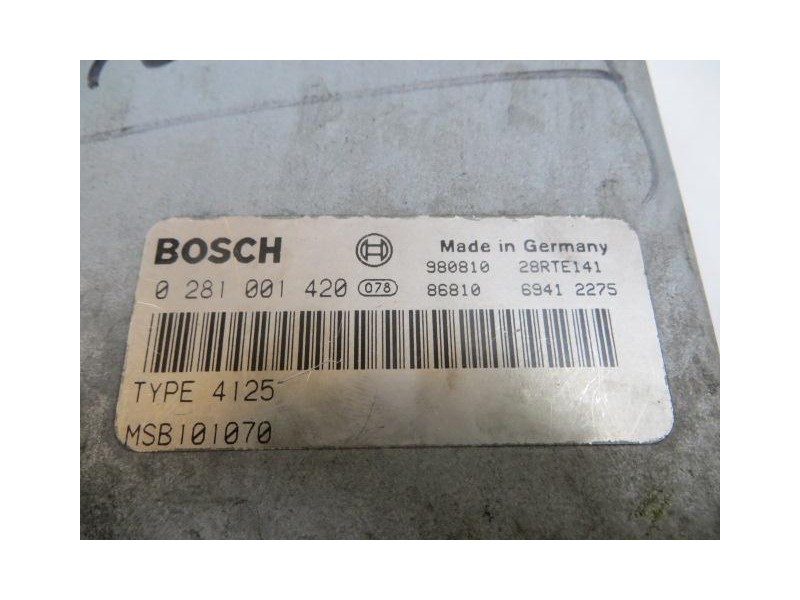 BOSCH
Made in Germany
980810 28RTE141
0 281 001 420 078 86810 6941 2275
TYPE 4125
MSB101070